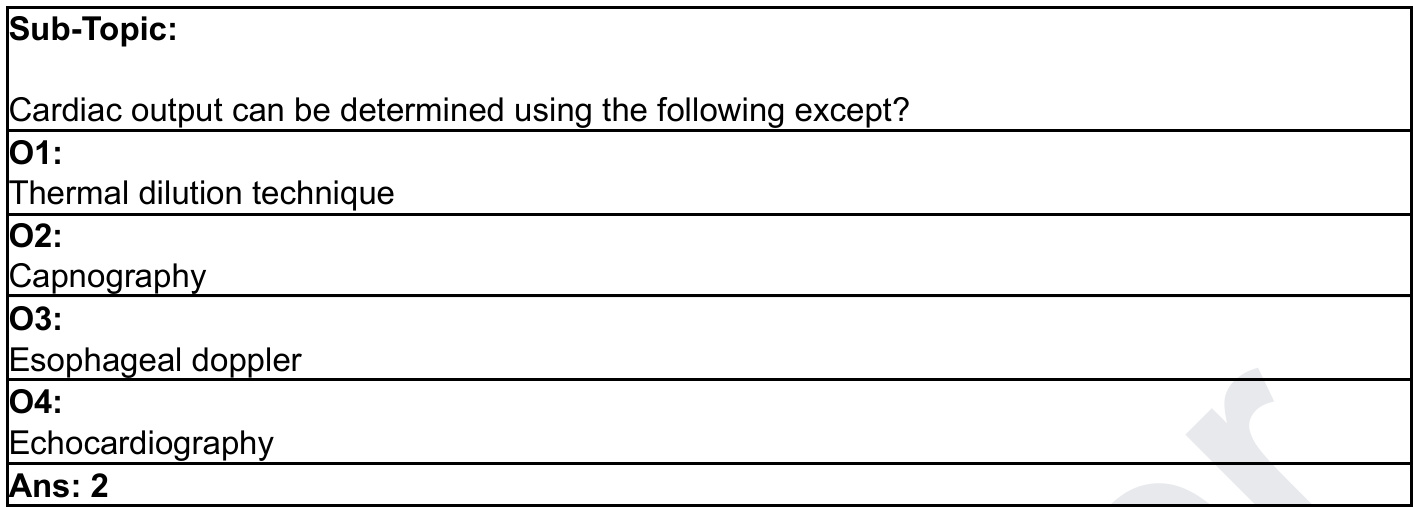 Sub-Topic:
Cardiac output can be determined using the following except?
O1:
Thermal dilution technique
O2:
Capnography
O3:
Esophageal doppler
O4:
Echocardiography
Ans: 2